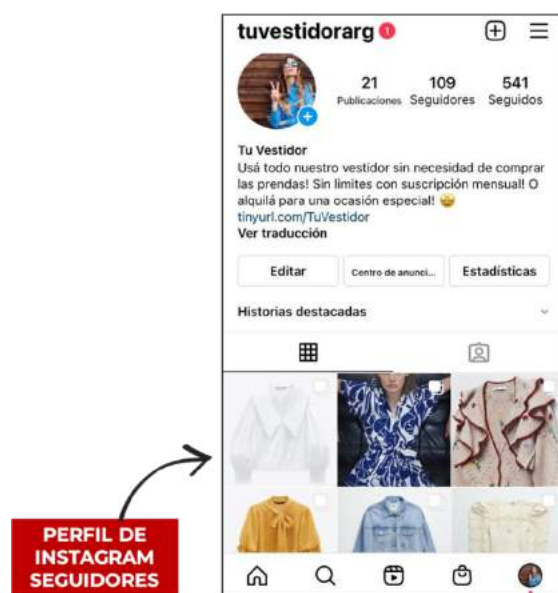 tuvestidorarg 1
21 109 541
Publicaciones Seguidores Seguidos
Tu Vestidor
Usá todo nuestro vestidor sin necesidad de comprar
las prendas! Sin limites con suscripción mensual! O
alquilá para una ocasión especial! 🤩
tinyurl.com/TuVestidor
Ver traducción
Editar Centro de anunci... Estadísticas
Historias destacadas
PERFIL DE
INSTAGRAM
SEGUIDORES